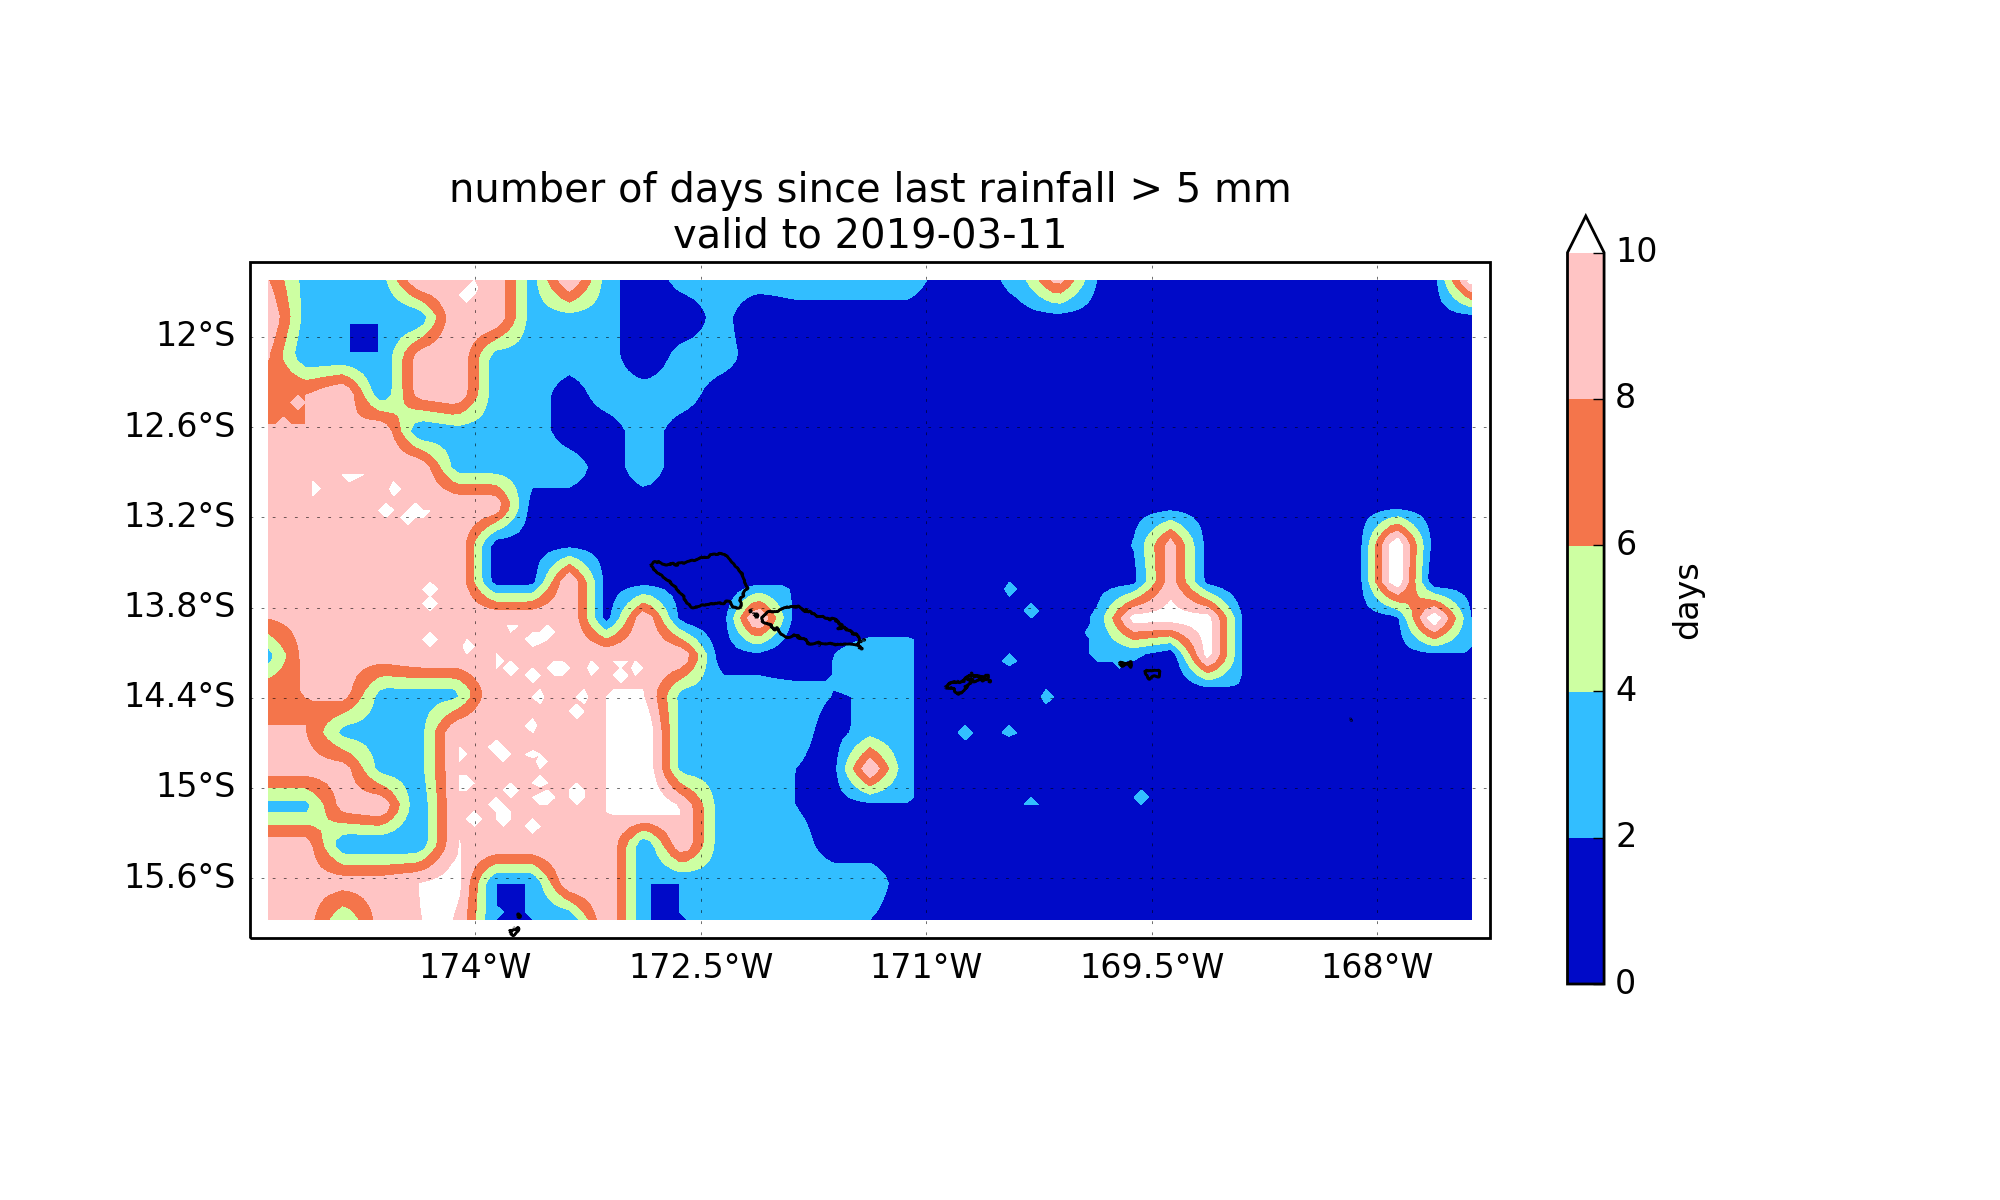 number of days since last rainfall > 5 mm
valid to 2019-03-11
12°S
12.6°S
13.2°S
13.8°S
14.4°S
15°S
15.6°S
174°W 172.5°W 171°W 169.5°W 168°W
10
8
6
4
2
0
days